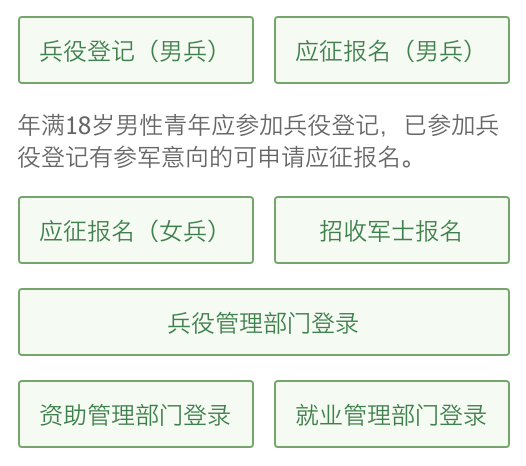 兵役登记（男兵）
应征报名（男兵）
年满18岁男性青年应参加兵役登记，已参加兵
役登记有参军意向的可申请应征报名。
应征报名（女兵）
招收军士报名
兵役管理部门登录
资助管理部门登录
就业管理部门登录